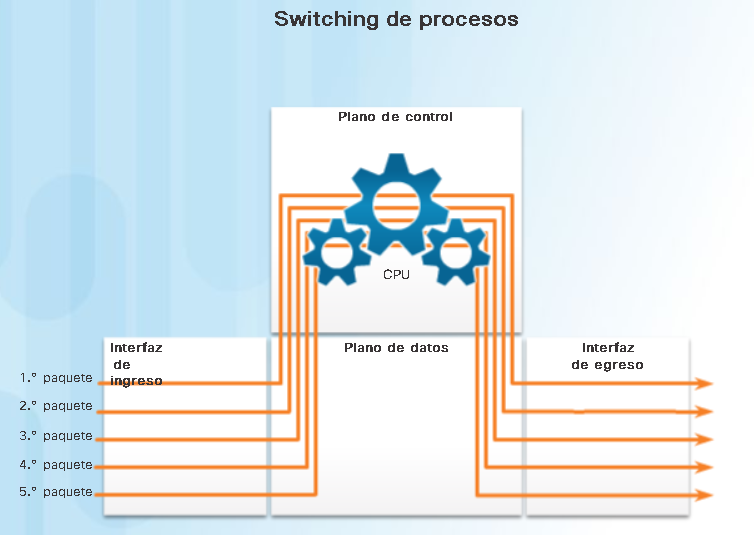 Switching de procesos
Plano de control
CPU
Interfaz
de
ingreso
Plano de datos
Interfaz
de egreso
1.° paquete
2.° paquete
3.° paquete
4.° paquete
5.° paquete